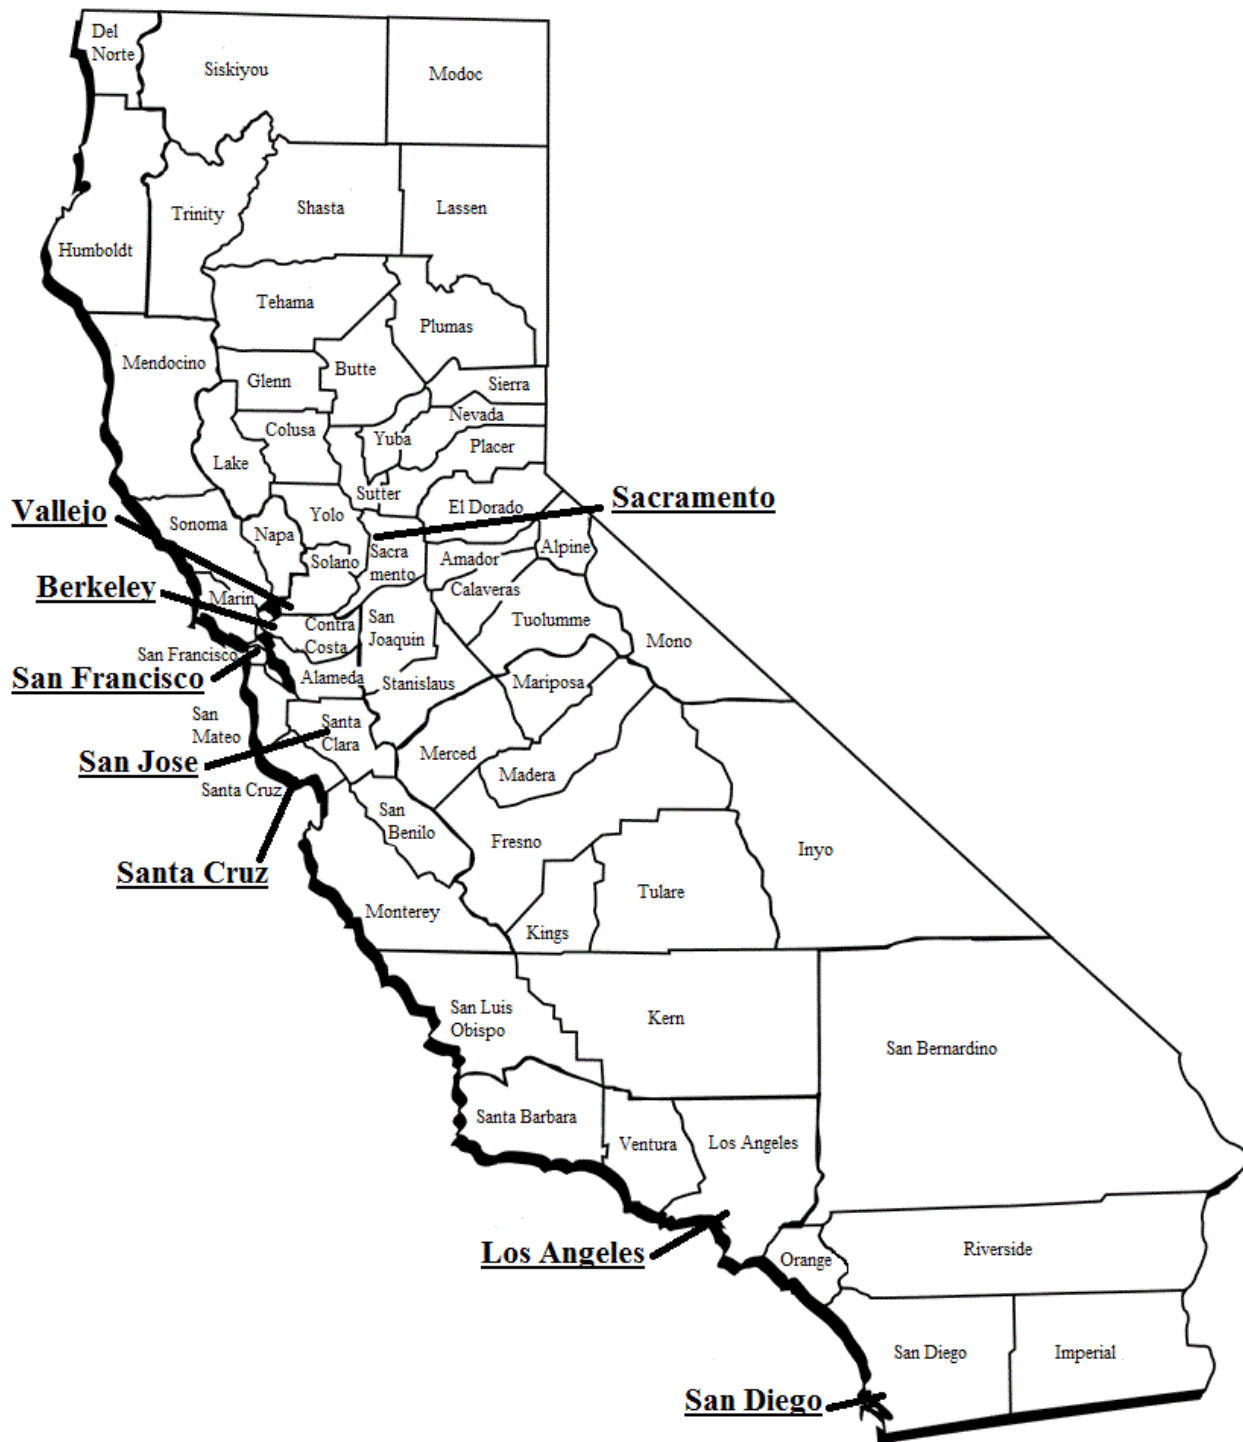 Del
Norte
Siskiyou
Modoc
Trinity
Shasta
Lassen
Humboldt
Tehama
Plumas
Mendocino
Glenn
Butte
Sierra
Nevada
Colusa
Yuba
Placer
Lake
Sutter
Vallejo
Sonoma
Napa
Yolo
El Dorado
Sacramento
Solano
Sacra
mento
Amador
Alpine
Berkeley
Marin
Calaveras
Contra
Costa
San
Joaquin
Tuolumme
Mono
San Francisco
San Francisco
Alameda
Stanislaus
Mariposa
San
Mateo
Santa
Clara
San Jose
Merced
Madera
Santa Cruz
San
Benilo
Fresno
Inyo
Santa Cruz
Tulare
Monterey
Kings
San Luis
Obispo
Kern
San Bernardino
Santa Barbara
Ventura
Los Angeles
Los Angeles
Orange
Riverside
San Diego
Imperial
San Diego